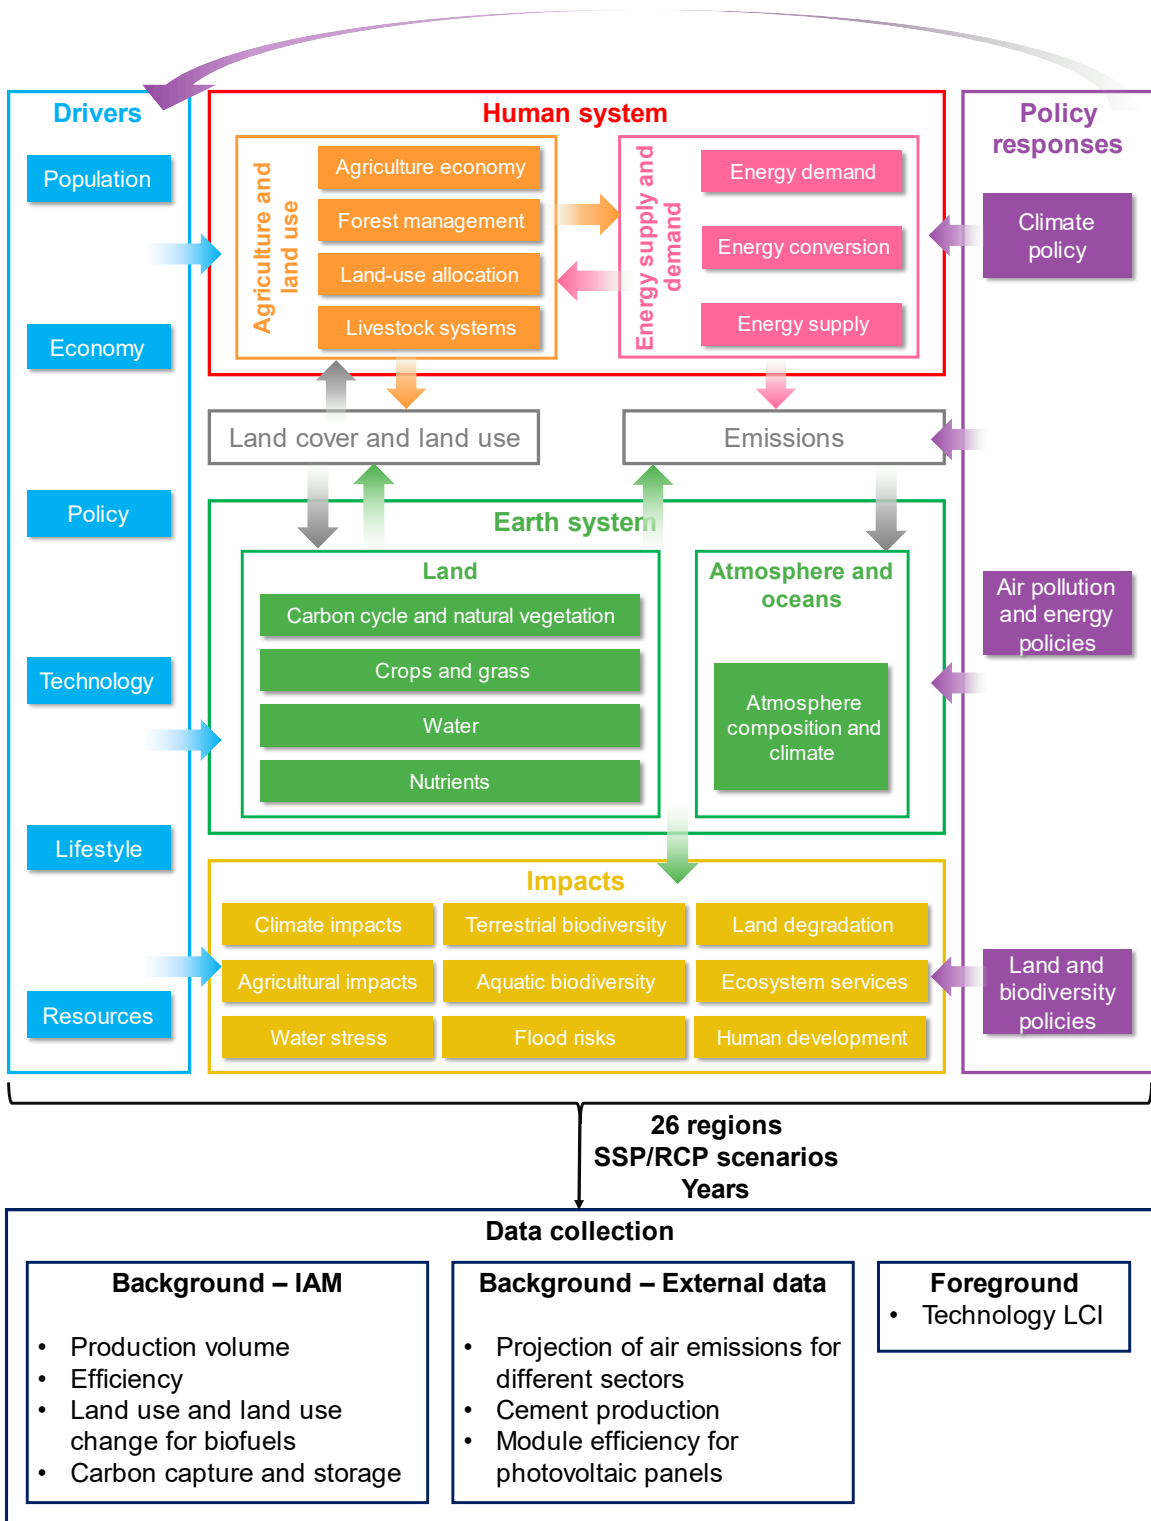 Drivers
Population
Economy
Policy
Technology
Lifestyle
Resources
Human system
Agriculture and
land use
Agriculture economy
Forest management
Land-use allocation
Livestock systems
Energy supply and
demand
Energy demand
Energy conversion
Energy supply
Land cover and land use
Emissions
Earth system
Land
Carbon cycle and natural vegetation
Crops and grass
Water
Nutrients
Atmosphere and
oceans
Atmosphere
composition and
climate
Impacts
Climate impacts
Terrestrial biodiversity
Land degradation
Agricultural impacts
Aquatic biodiversity
Ecosystem services
Water stress
Flood risks
Human development
Policy
responses
Climate
policy
Air pollution
and energy
policies
Land and
biodiversity
policies
26 regions
SSP/RCP scenarios
Years
Data collection
Background – IAM
• Production volume
• Efficiency
• Land use and land use
change for biofuels
• Carbon capture and storage
Background – External data
• Projection of air emissions for
different sectors
• Cement production
• Module efficiency for
photovoltaic panels
Foreground
• Technology LCI